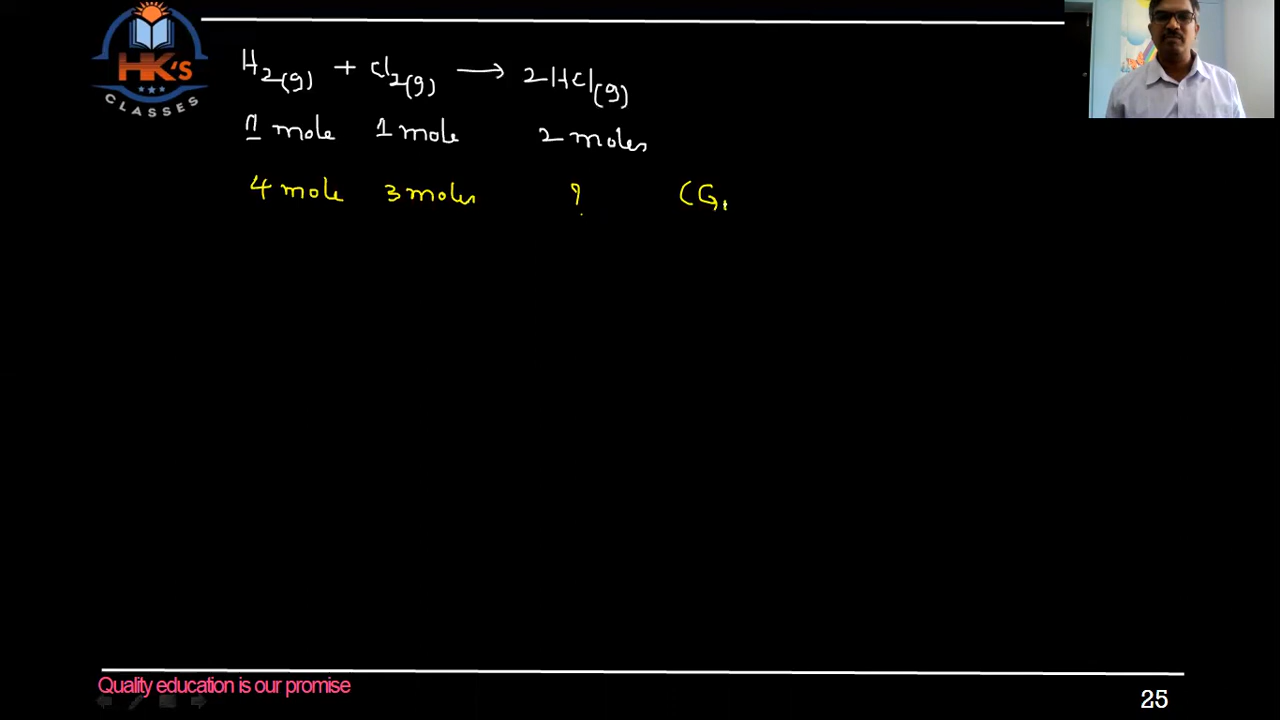 HK'S
CLASSES
H2(g) + Cl2(g) → 2HCl(g)
1 mole 1 mole 2 moles
4 mole 3 moles ? (G.
Quality education is our promise
25